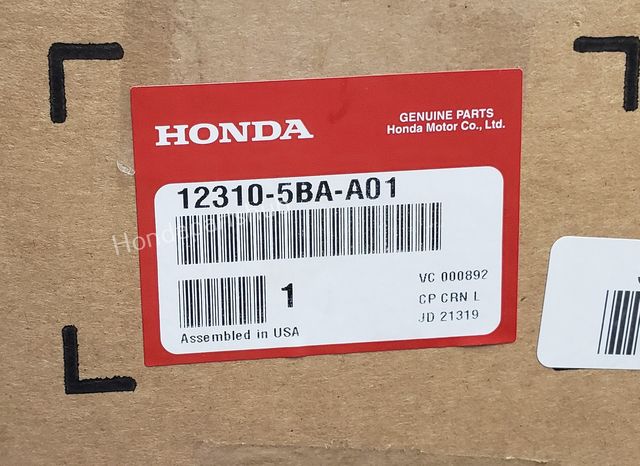 HONDA
GENUINE PARTS
Honda Motor Co., Ltd.
12310-5BA-A01
1
VC 000892
CP CRN L
JD 21319
Assembled in USA